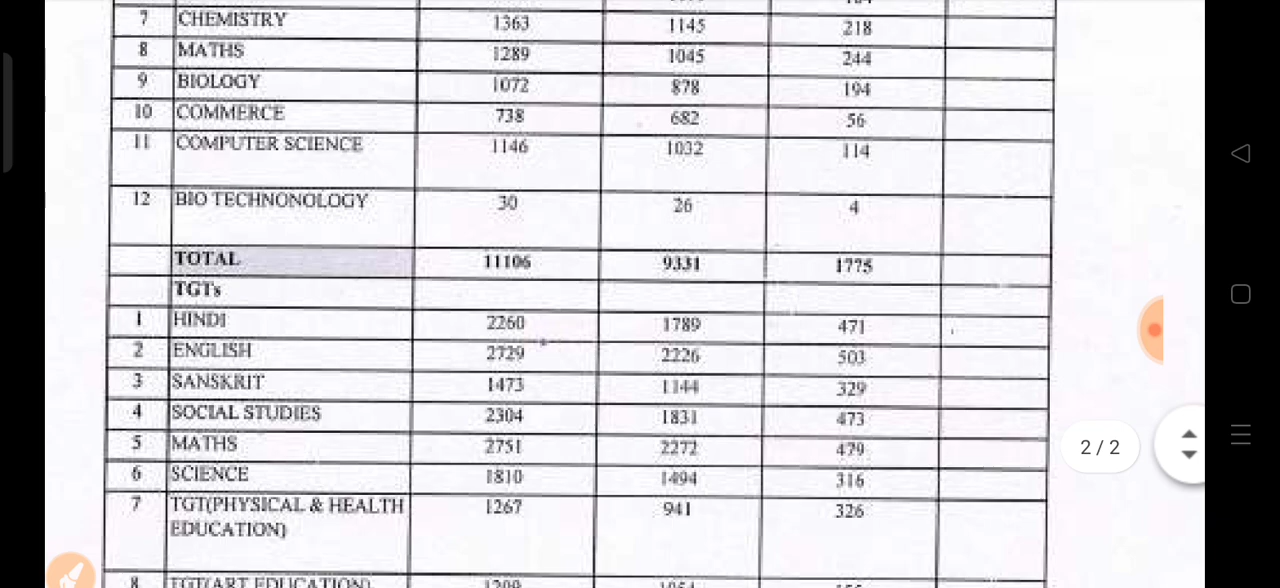 7 CHEMISTRY 1363 1145 218
8 MATHS 1289 1045 244
9 BIOLOGY 1072 878 194
10 COMMERCE 738 682 56
11 COMPUTER SCIENCE 1146 1032 114
12 BIO TECHNONOLOGY 30 26 4
TOTAL 11106 9331 1775
TGTs
1 HINDI 2260 1789 471
2 ENGLISH 2729 2226 503
3 SANSKRIT 1473 1144 329
4 SOCIAL STUDIES 2304 1831 473
5 MATHS 2751 2272 479
6 SCIENCE 1810 1494 316
7 TGT(PHYSICAL & HEALTH 1267 941 326
EDUCATION)
8 TGT(ART EDUCATION)
2 / 2